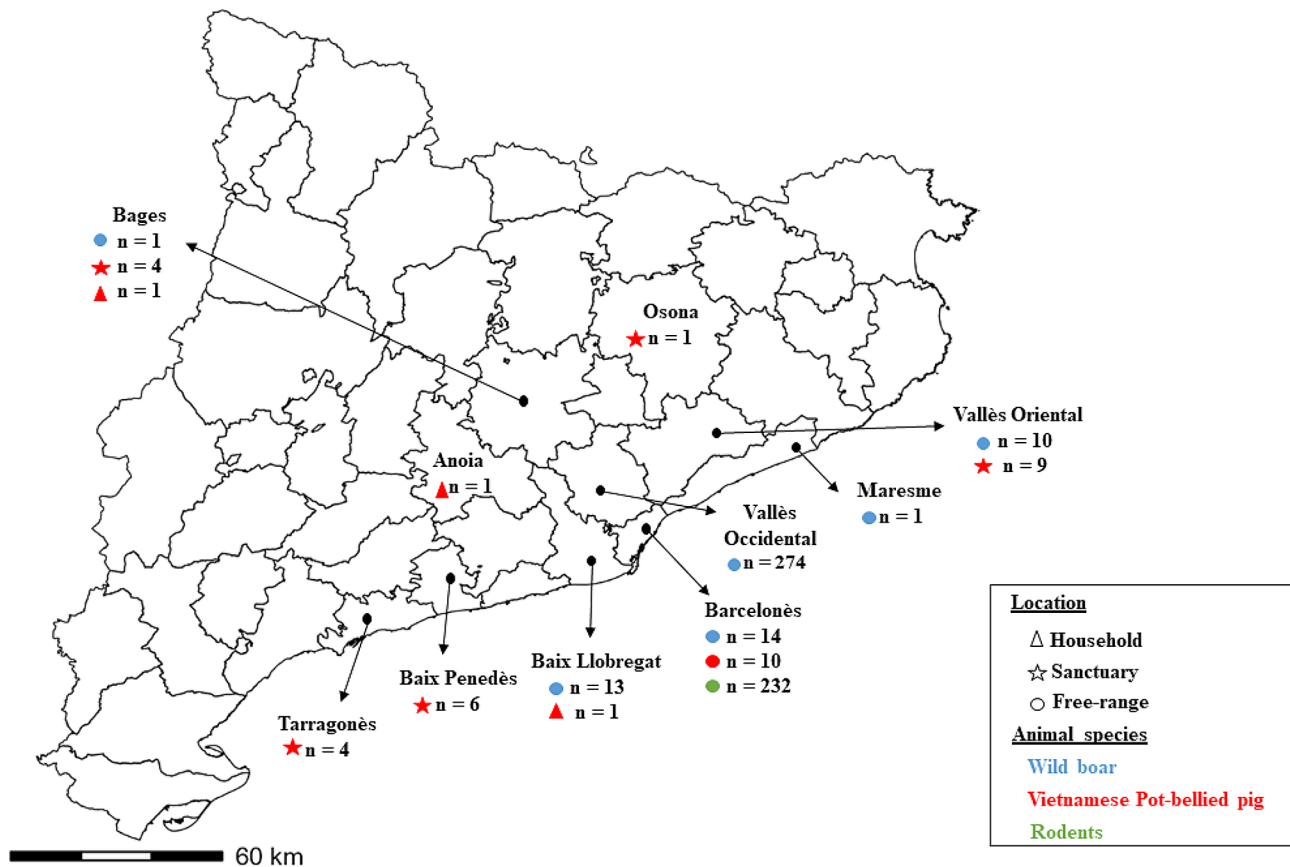 Bages
n = 1
n = 4
n = 1
Osona
n = 1
Vallès Oriental
n = 10
n = 9
Anoia
n = 1
Maresme
n = 1
Vallès
Occidental
n = 274
Barcelonès
n = 14
n = 10
n = 232
Baix Llobregat
n = 13
n = 1
Baix Penedès
n = 6
Tarragonès
n = 4
Location
Household
Sanctuary
Free-range
Animal species
Wild boar
Vietnamese Pot-bellied pig
Rodents
60 km